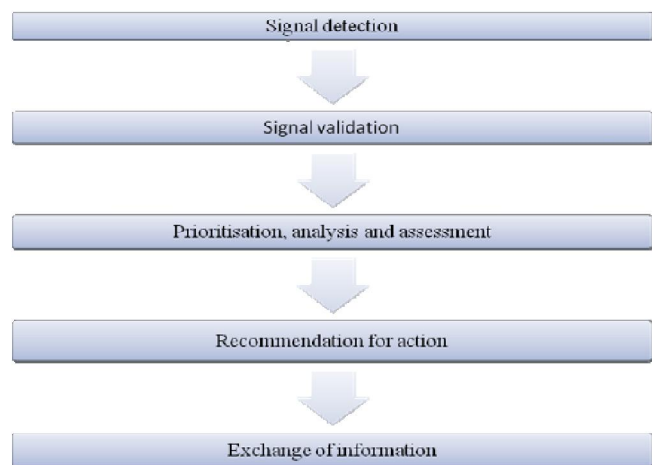 Signal detection
Signal validation
Prioritisation, analysis and assessment
Recommendation for action
Exchange of information